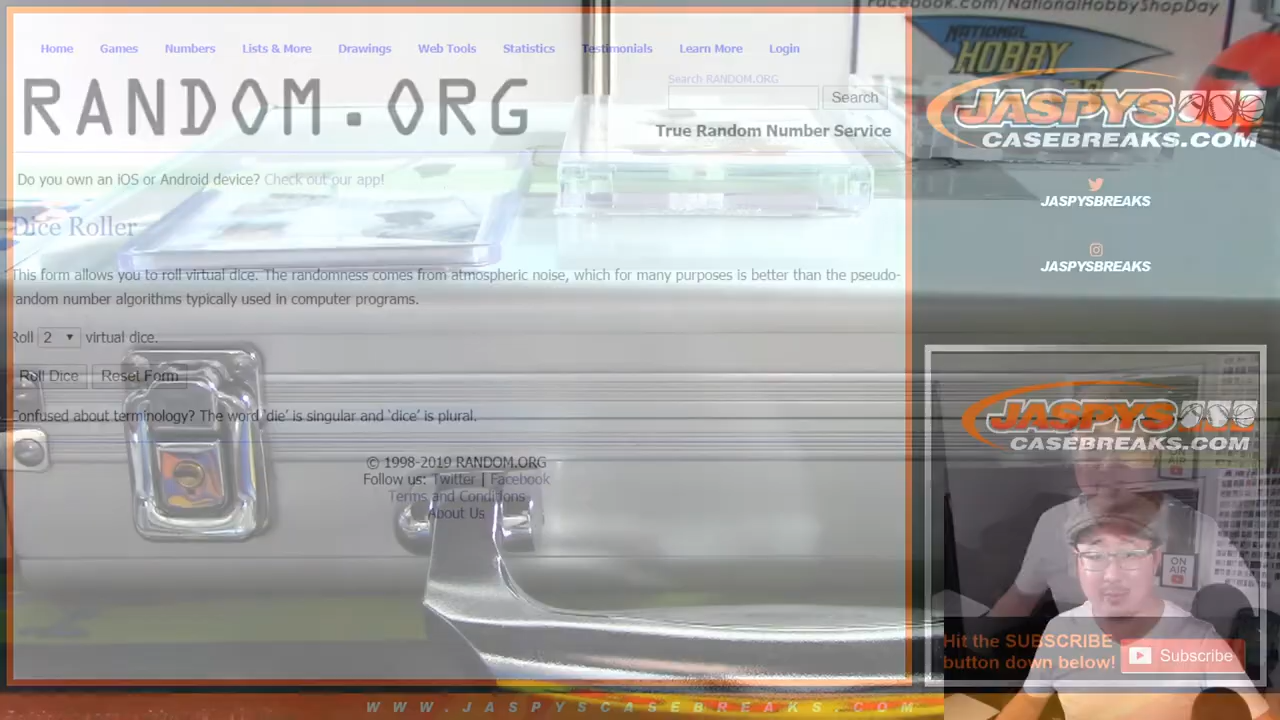 facebook.com/NationalHobbyShopDay
NATIONAL
HOBBY
Home Games Numbers Lists & More Drawings Web Tools Statistics Testimonials Learn More Login
RANDOM.ORG
Search RANDOM.ORG
Search
True Random Number Service
JASPYS
CASEBREAKS.COM
Do you own an iOS or Android device? Check out our app!
JASPYSBREAKS
Dice Roller
JASPYSBREAKS
This form allows you to roll virtual dice. The randomness comes from atmospheric noise, which for many purposes is better than the pseudo-
random number algorithms typically used in computer programs.
Roll 2 virtual dice.
Roll Dice Reset Form
Confused about terminology? The word ‘die’ is singular and ‘dice’ is plural.
JASPYS
CASEBREAKS.COM
© 1998-2019 RANDOM.ORG
Follow us: Twitter | Facebook
Terms and Conditions
About Us
ON
AIR
Hit the SUBSCRIBE
button down below!
Subscribe
WWW.JASPYSCASEBREAKS.COM